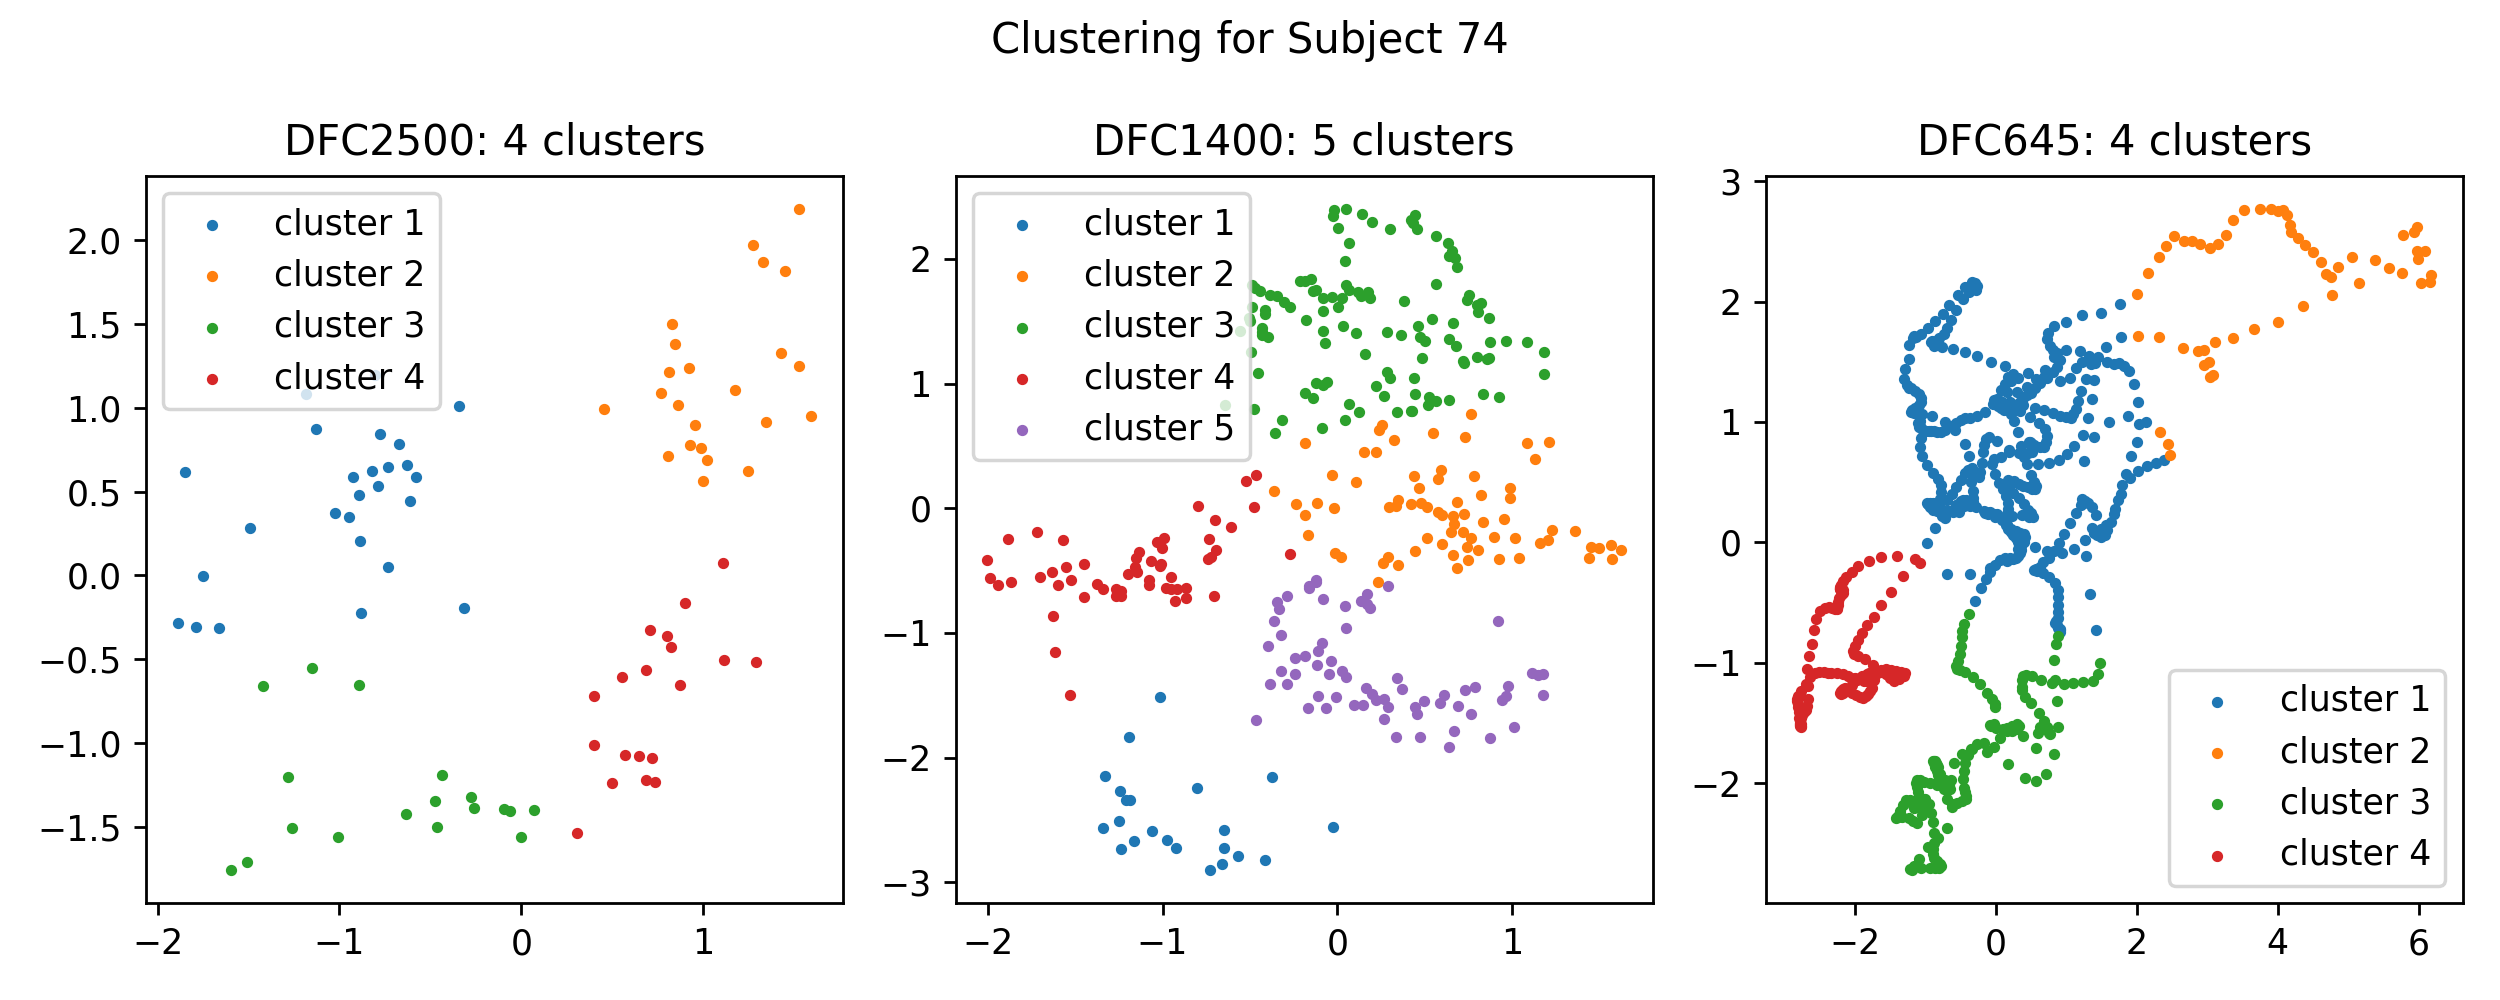 Clustering for Subject 74
DFC2500: 4 clusters
cluster 1
cluster 2
cluster 3
cluster 4
2.0
1.5
1.0
0.5
0.0
−0.5
−1.0
−1.5
−2
−1
0
1
DFC1400: 5 clusters
cluster 1
cluster 2
cluster 3
cluster 4
cluster 5
2
1
0
−1
−2
−3
−2
−1
0
1
DFC645: 4 clusters
3
2
1
0
−1
−2
cluster 1
cluster 2
cluster 3
cluster 4
−2
0
2
4
6